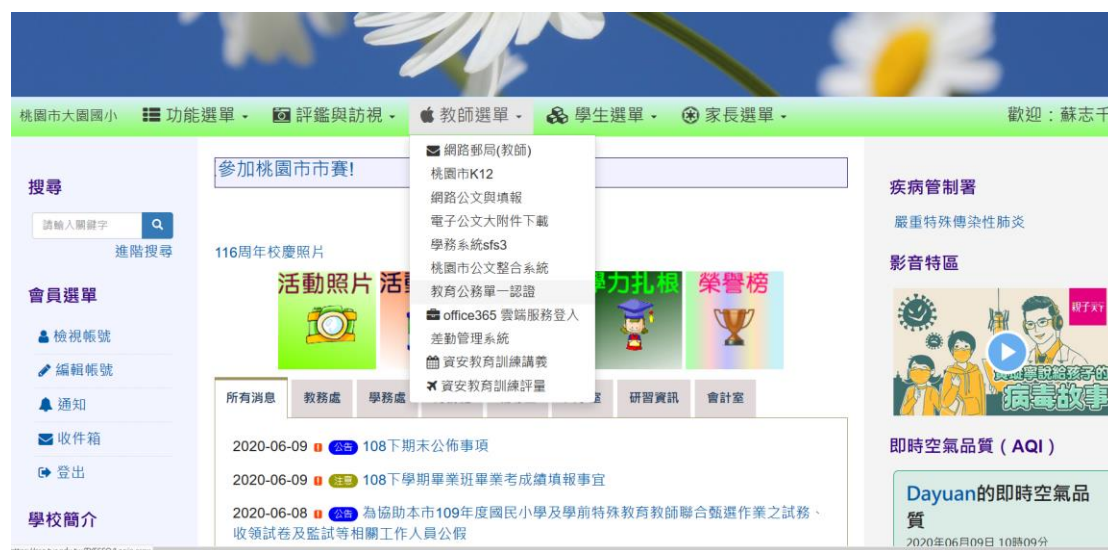 桃園市大園國小 功能選單 評鑑與訪視 教師選單 學生選單 家長選單 歡迎：蘇志千
搜尋
請輸入關鍵字
進階搜尋
會員選單
檢視帳號
編輯帳號
通知
收件箱
登出
學校簡介
參加桃園市市賽!
116周年校慶照片
活動照片 活
力扎根
榮譽榜
網路郵局(教師)
桃園市K12
網路公文與填報
電子公文大附件下載
學務系統sfs3
桃園市公文整合系統
教育公務單一認證
office365 雲端服務登入
差勤管理系統
資安教育訓練講義
資安教育訓練評量
所有消息 教務處 學務處 室 研習資訊 會計室
2020-06-09 公告 108下期末公佈事項
2020-06-09 注意 108下學期畢業班畢業考成績填報事宜
2020-06-08 公告 為協助本市109年度國民小學及學前特殊教育教師聯合甄選作業之試務、
收領試卷及監試等相關工作人員公假
疾病管制署
嚴重特殊傳染性肺炎
影音特區
親子天下
給孩子的
病毒故事
即時空氣品質（AQI）
Dayuan的即時空氣品
質
2020年06月09日 10時09分